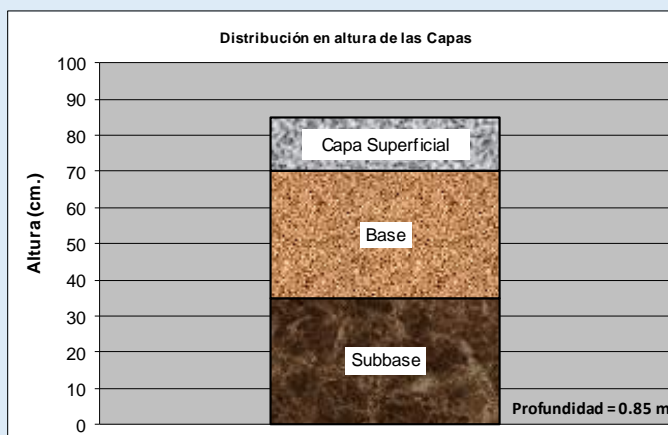 Distribución en altura de las Capas
Altura (cm.)
100
90
80
70
60
50
40
30
20
10
0
Capa Superficial
Base
Subbase
Profundidad = 0.85 m